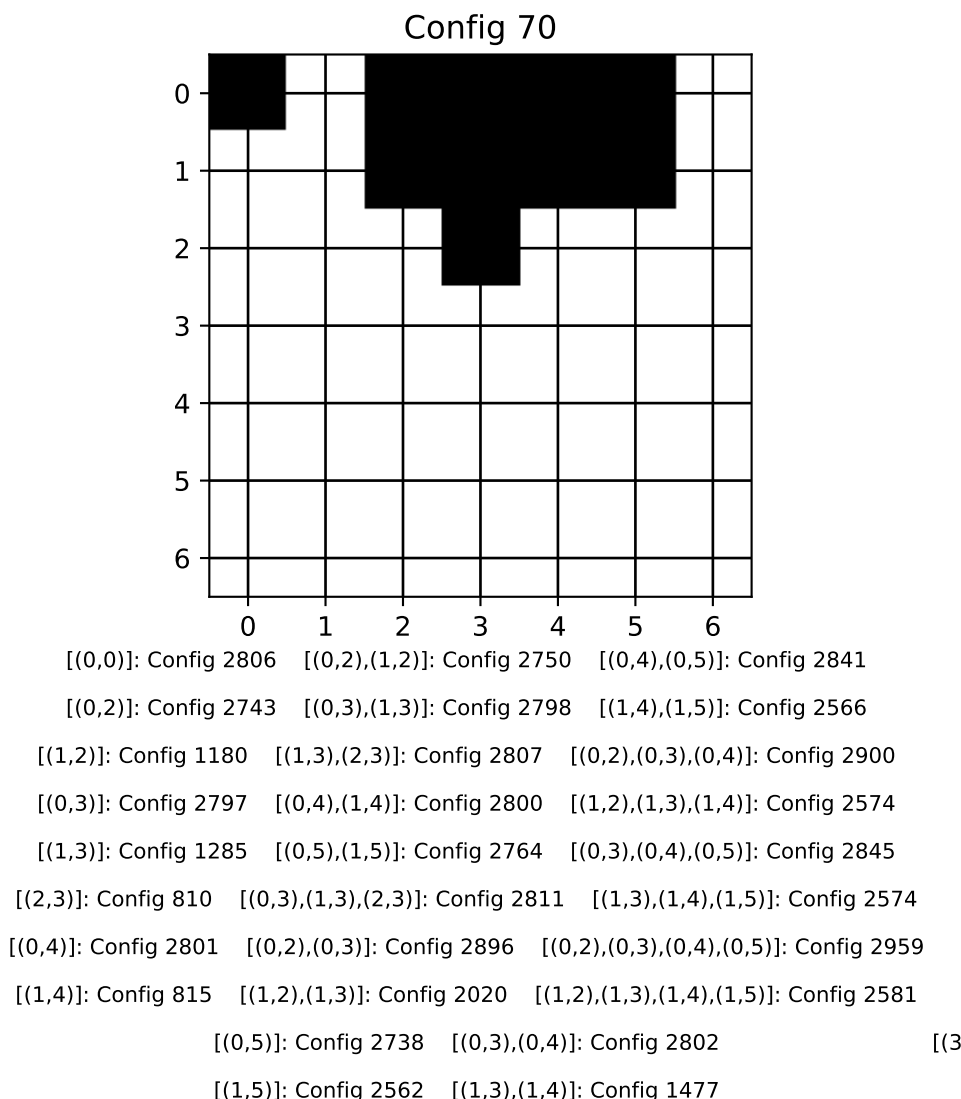 Config 70
0
1
2
3
4
5
6
0 1 2 3 4 5 6
[(0,0)]: Config 2806 [(0,2),(1,2)]: Config 2750 [(0,4),(0,5)]: Config 2841
[(0,2)]: Config 2743 [(0,3),(1,3)]: Config 2798 [(1,4),(1,5)]: Config 2566
[(1,2)]: Config 1180 [(1,3),(2,3)]: Config 2807 [(0,2),(0,3),(0,4)]: Config 2900
[(0,3)]: Config 2797 [(0,4),(1,4)]: Config 2800 [(1,2),(1,3),(1,4)]: Config 2574
[(1,3)]: Config 1285 [(0,5),(1,5)]: Config 2764 [(0,3),(0,4),(0,5)]: Config 2845
[(2,3)]: Config 810 [(0,3),(1,3),(2,3)]: Config 2811 [(1,3),(1,4),(1,5)]: Config 2574
[(0,4)]: Config 2801 [(0,2),(0,3)]: Config 2896 [(0,2),(0,3),(0,4),(0,5)]: Config 2959
[(1,4)]: Config 815 [(1,2),(1,3)]: Config 2020 [(1,2),(1,3),(1,4),(1,5)]: Config 2581
[(0,5)]: Config 2738 [(0,3),(0,4)]: Config 2802 [(3
[(1,5)]: Config 2562 [(1,3),(1,4)]: Config 1477